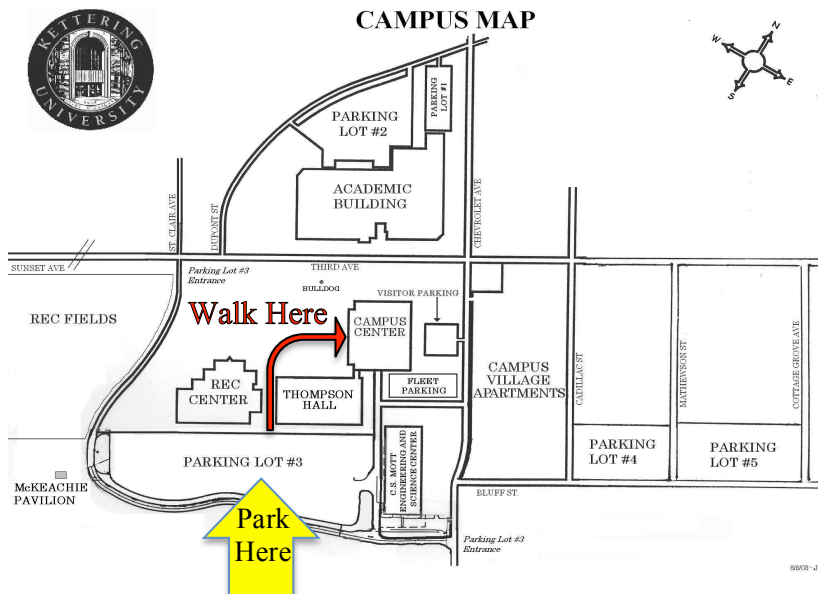 CAMPUS MAP
KETTERING
UNIVERSITY
N
W
E
S
PARKING
LOT #1
PARKING
LOT #2
ACADEMIC
BUILDING
ST. CLAIR AVE
DUPONT ST.
CHEVROLET AVE
SUNSET AVE
THIRD AVE
Parking Lot #3
Entrance
BULLDOG
VISITOR PARKING
Walk Here
REC FIELDS
CAMPUS
CENTER
REC
CENTER
THOMPSON
HALL
FLEET
PARKING
CAMPUS
VILLAGE
APARTMENTS
CADILLAC ST
MATHEWSON ST
COTTAGE GROVE AVE
PARKING LOT #3
C.S. MOTT
ENGINEERING AND
SCIENCE CENTER
PARKING
LOT #4
PARKING
LOT #5
McKEACHIE
PAVILION
BLUFF ST.
Park
Here
Parking Lot #3
Entrance
8/8/03 - J